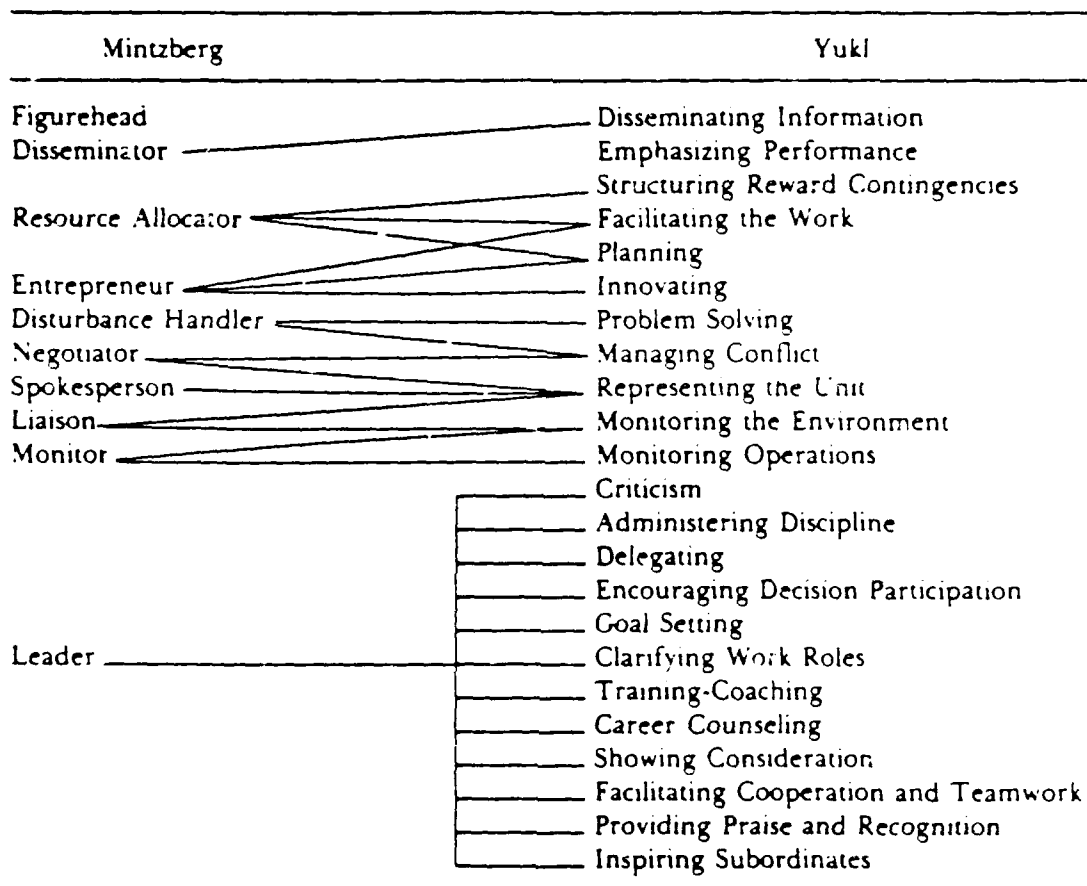 Mintzberg Yukl
Figurehead Disseminating Information
Disseminator Emphasizing Performance
Structuring Reward Contingencies
Resource Allocator Facilitating the Work
Planning
Entrepreneur Innovating
Disturbance Handler Problem Solving
Negotiator Managing Conflict
Spokesperson Representing the Unit
Liaison Monitoring the Environment
Monitor Monitoring Operations
Criticism
Administering Discipline
Delegating
Encouraging Decision Participation
Goal Setting
Leader Clarifying Work Roles
Training-Coaching
Career Counseling
Showing Consideration
Facilitating Cooperation and Teamwork
Providing Praise and Recognition
Inspiring Subordinates